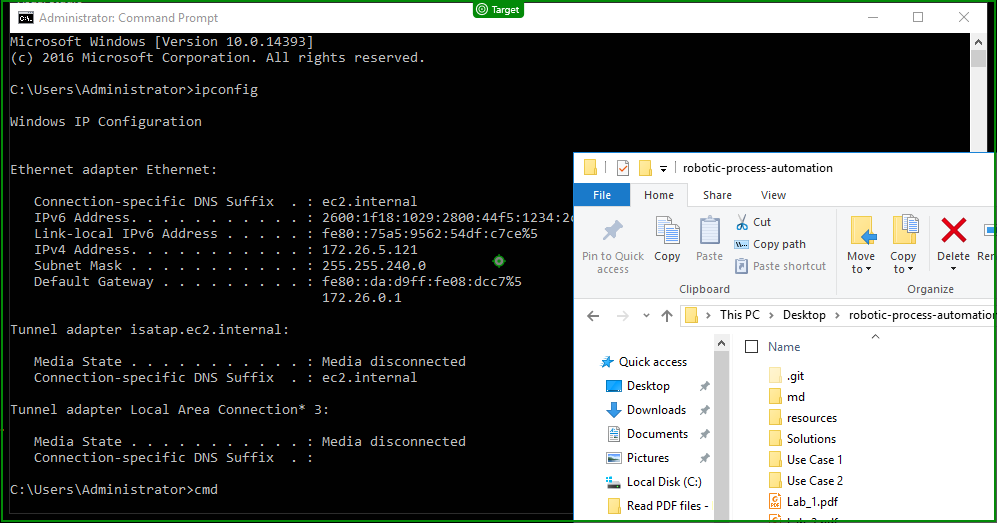 Target
Administrator: Command Prompt
Microsoft Windows [Version 10.0.14393]
(c) 2016 Microsoft Corporation. All rights reserved.
C:\Users\Administrator>ipconfig
Windows IP Configuration
Ethernet adapter Ethernet:
Connection-specific DNS Suffix  . : ec2.internal
IPv6 Address. . . . . . . . . . . : 2600:1f18:1029:2800:44f5:1234:2
Link-local IPv6 Address . . . . . : fe80::75a5:9562:54df:c7ce%5
IPv4 Address. . . . . . . . . . . : 172.26.5.121
Subnet Mask . . . . . . . . . . . : 255.255.240.0
Default Gateway . . . . . . . . . : fe80::da:d9ff:fe08:dcc7%5
172.26.0.1
Tunnel adapter isatap.ec2.internal:
Media State . . . . . . . . . . . : Media disconnected
Connection-specific DNS Suffix  . : ec2.internal
Tunnel adapter Local Area Connection* 3:
Media State . . . . . . . . . . . : Media disconnected
Connection-specific DNS Suffix  . :
C:\Users\Administrator>cmd
robotic-process-automation
File Home Share View
Pin to Quick access
Copy
Paste
Cut
Copy path
Paste shortcut
Move to
Copy to
Delete
Clipboard
Organize
This PC > Desktop > robotic-process-automation
Name
Quick access
Desktop
Downloads
Documents
Pictures
Local Disk (C:)
Read PDF files -
.git
md
resources
Solutions
Use Case 1
Use Case 2
Lab_1.pdf